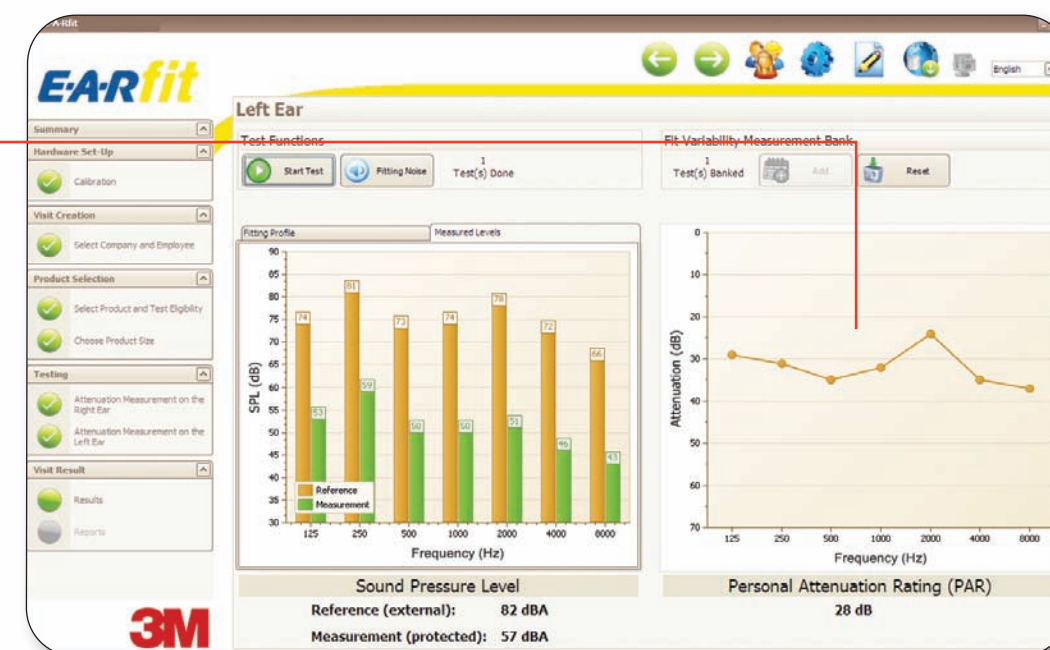 E-A-Rfit
E·A·Rfit
English
Summary
Hardware Set-Up
Calibration
Visit Creation
Select Company and Employee
Product Selection
Select Product and Test Eligibility
Choose Product Size
Testing
Attenuation Measurement on the
Right Ear
Attenuation Measurement on the
Left Ear
Visit Result
Results
Reports
3M
Left Ear
Test Functions
Start Test
Fitting Noise
1
Test(s) Done
Fit Variability Measurement Bank
1
Test(s) Banked
Add
Reset
Fitting Profile
Measured Levels
SPL (dB)
90
85
80
75
70
65
60
55
50
45
40
35
30
74
53
81
59
73
50
74
50
78
51
72
46
66
43
Reference
Measurement
125 250 500 1000 2000 4000 8000
Frequency (Hz)
Attenuation (dB)
0
10
20
30
40
50
60
70
125 250 500 1000 2000 4000 8000
Frequency (Hz)
Sound Pressure Level
Reference (external): 82 dBA
Measurement (protected): 57 dBA
Personal Attenuation Rating (PAR)
28 dB